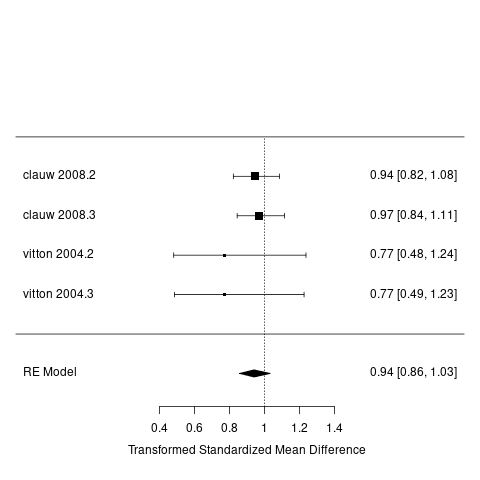 clauw 2008.2 0.94 [0.82, 1.08]
clauw 2008.3 0.97 [0.84, 1.11]
vitton 2004.2 0.77 [0.48, 1.24]
vitton 2004.3 0.77 [0.49, 1.23]
RE Model 0.94 [0.86, 1.03]
0.4 0.6 0.8 1 1.2 1.4
Transformed Standardized Mean Difference